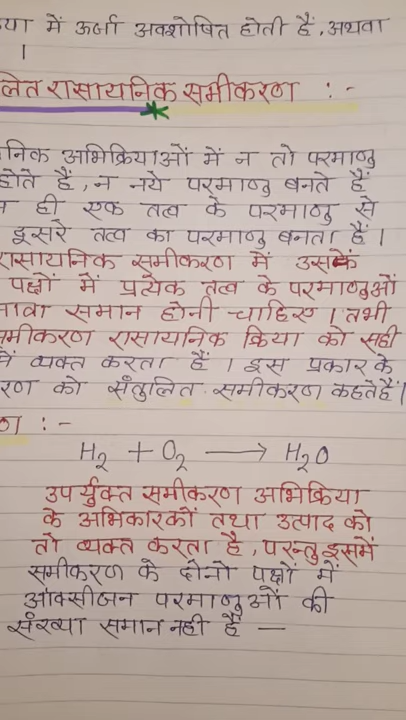 में ऊर्जा अवशोषित होती हैं, अथवा
।
रासायनिक समीकरण :-
अभिक्रियाओं में न तो परमाणु
होते हैं, न नये परमाणु बनते हैं
ही एक तत्व के परमाणु से
दूसरे तत्व का परमाणु बनता है ।
रासायनिक समीकरण में उसके
पक्षों में प्रत्येक तत्व के परमाणुओं
समान होनी चाहिए । तभी
समीकरण रासायनिक क्रिया को सही
व्यक्त करता हैं । इस प्रकार के
को संतुलित समीकरण कहते हैं।
:-
H₂ + O₂ ⟶ H₂O
उपर्युक्त समीकरण अभिक्रिया
के अभिकारकों तथा उत्पाद को
तो व्यक्त करता है, परन्तु इसमें
समीकरण के दोनो पक्षों में
ऑक्सीजन परमाणुओं की
संख्या समान नही है —